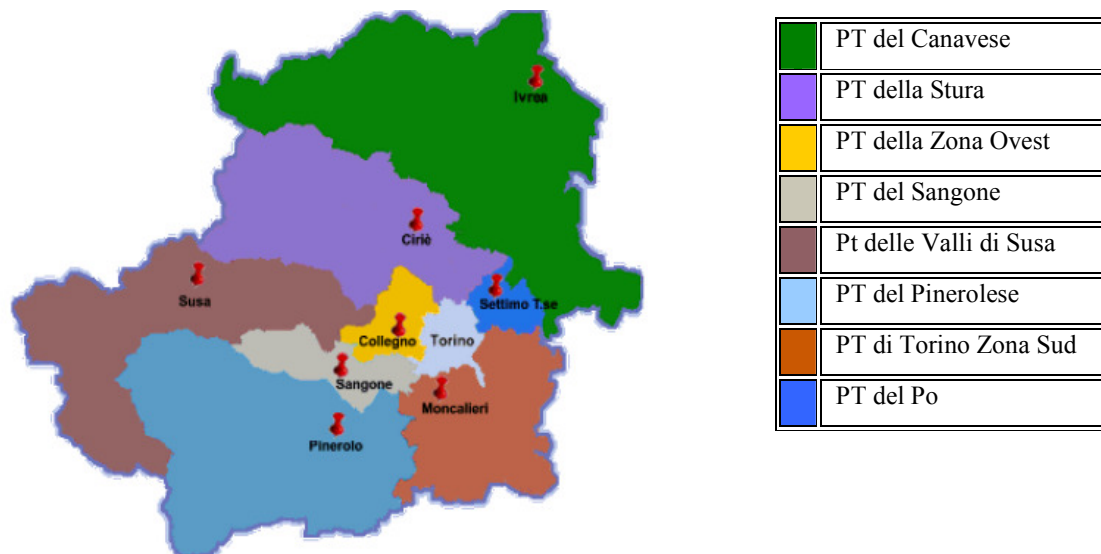 Ivrea
Ciriè
Susa
Settimo T.se
Collegno
Torino
Sangone
Moncalieri
Pinerolo
PT del Canavese
PT della Stura
PT della Zona Ovest
PT del Sangone
Pt delle Valli di Susa
PT del Pinerolese
PT di Torino Zona Sud
PT del Po